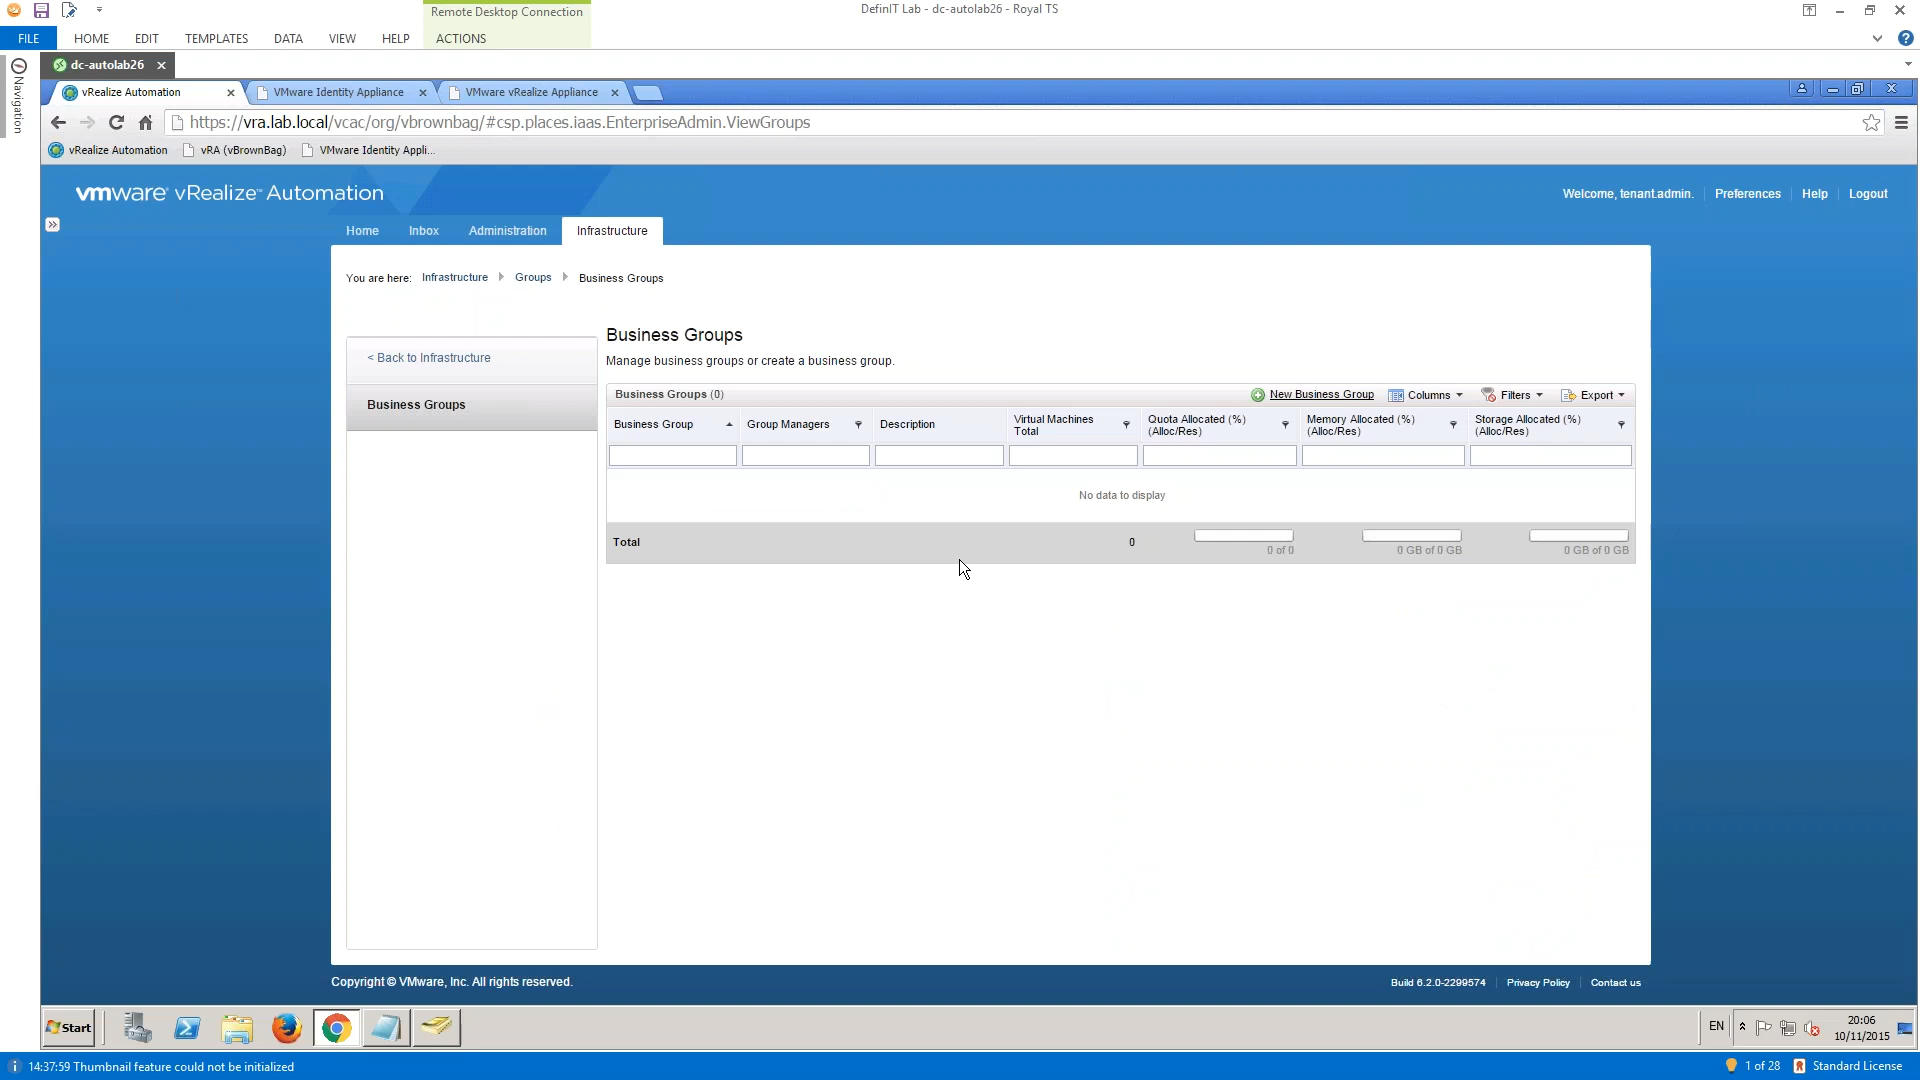 Remote Desktop Connection
DefinIT Lab - dc-autolab26 - Royal TS
FILE HOME EDIT TEMPLATES DATA VIEW HELP ACTIONS
Navigation
dc-autolab26
vRealize Automation VMware Identity Appliance VMware vRealize Appliance
https://vra.lab.local/vcac/org/vbrownbag/#csp.places.iaas.EnterpriseAdmin.ViewGroups
vRealize Automation vRA (vBrownBag) VMware Identity Appli...
vmware vRealize™ Automation
Welcome, tenant.admin. Preferences Help Logout
Home Inbox Administration Infrastructure
You are here: Infrastructure Groups Business Groups
< Back to Infrastructure
Business Groups
Business Groups
Manage business groups or create a business group.
Business Groups (0) New Business Group Columns Filters Export
Business Group Group Managers Description Virtual Machines Total Quota Allocated (%) (Alloc/Res) Memory Allocated (%) (Alloc/Res) Storage Allocated (%) (Alloc/Res)
No data to display
Total 0 0 of 0 0 GB of 0 GB 0 GB of 0 GB
Copyright © VMware, Inc. All rights reserved.
Build 6.2.0-2299574 Privacy Policy Contact us
Start
EN
20:06
10/11/2015
14:37:59 Thumbnail feature could not be initialized
1 of 28 Standard License